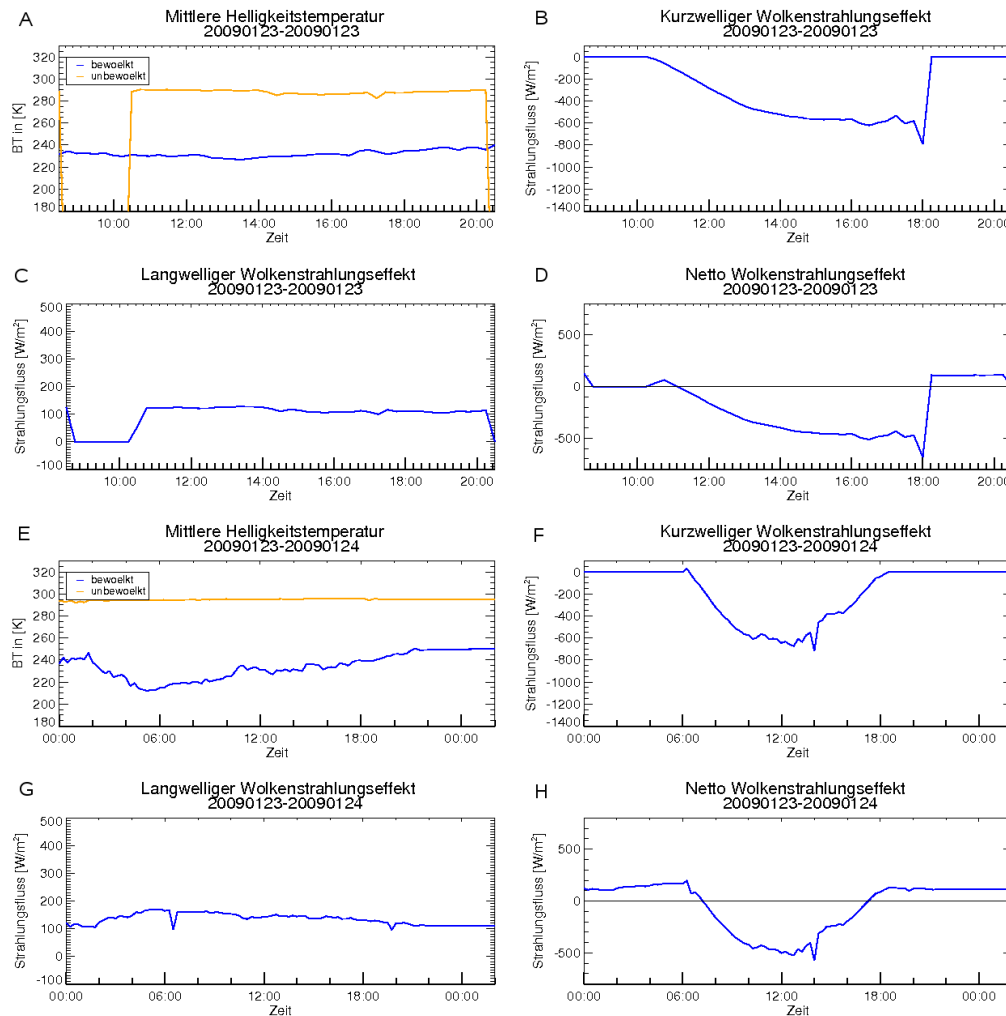 A
Mittlere Helligkeitstemperatur
20090123-20090123
BT in [K]
320
290
260
240
220
200
180
bewoelkt
unbewoelkt
10:00 12:00 14:00 16:00 18:00 20:00
Zeit
B
Kurzwelliger Wolkenstrahlungseffekt
20090123-20090123
Strahlungsfluss [W/m²]
0
-200
-400
-600
-800
-1000
-1200
-1400
10:00 12:00 14:00 16:00 18:00 20:00
Zeit
C
Langwelliger Wolkenstrahlungseffekt
20090123-20090123
Strahlungsfluss [W/m²]
500
400
300
200
100
0
-100
10:00 12:00 14:00 16:00 18:00 20:00
Zeit
D
Netto Wolkenstrahlungseffekt
20090123-20090123
Strahlungsfluss [W/m²]
500
0
-500
10:00 12:00 14:00 16:00 18:00 20:00
Zeit
E
Mittlere Helligkeitstemperatur
20090123-20090124
BT in [K]
320
290
260
240
220
200
180
bewoelkt
unbewoelkt
00:00 06:00 12:00 18:00 00:00
Zeit
F
Kurzwelliger Wolkenstrahlungseffekt
20090123-20090124
Strahlungsfluss [W/m²]
0
-200
-400
-600
-800
-1000
-1200
-1400
00:00 06:00 12:00 18:00 00:00
Zeit
G
Langwelliger Wolkenstrahlungseffekt
20090123-20090124
Strahlungsfluss [W/m²]
500
400
300
200
100
0
-100
00:00 06:00 12:00 18:00 00:00
Zeit
H
Netto Wolkenstrahlungseffekt
20090123-20090124
Strahlungsfluss [W/m²]
500
0
-500
00:00 06:00 12:00 18:00 00:00
Zeit